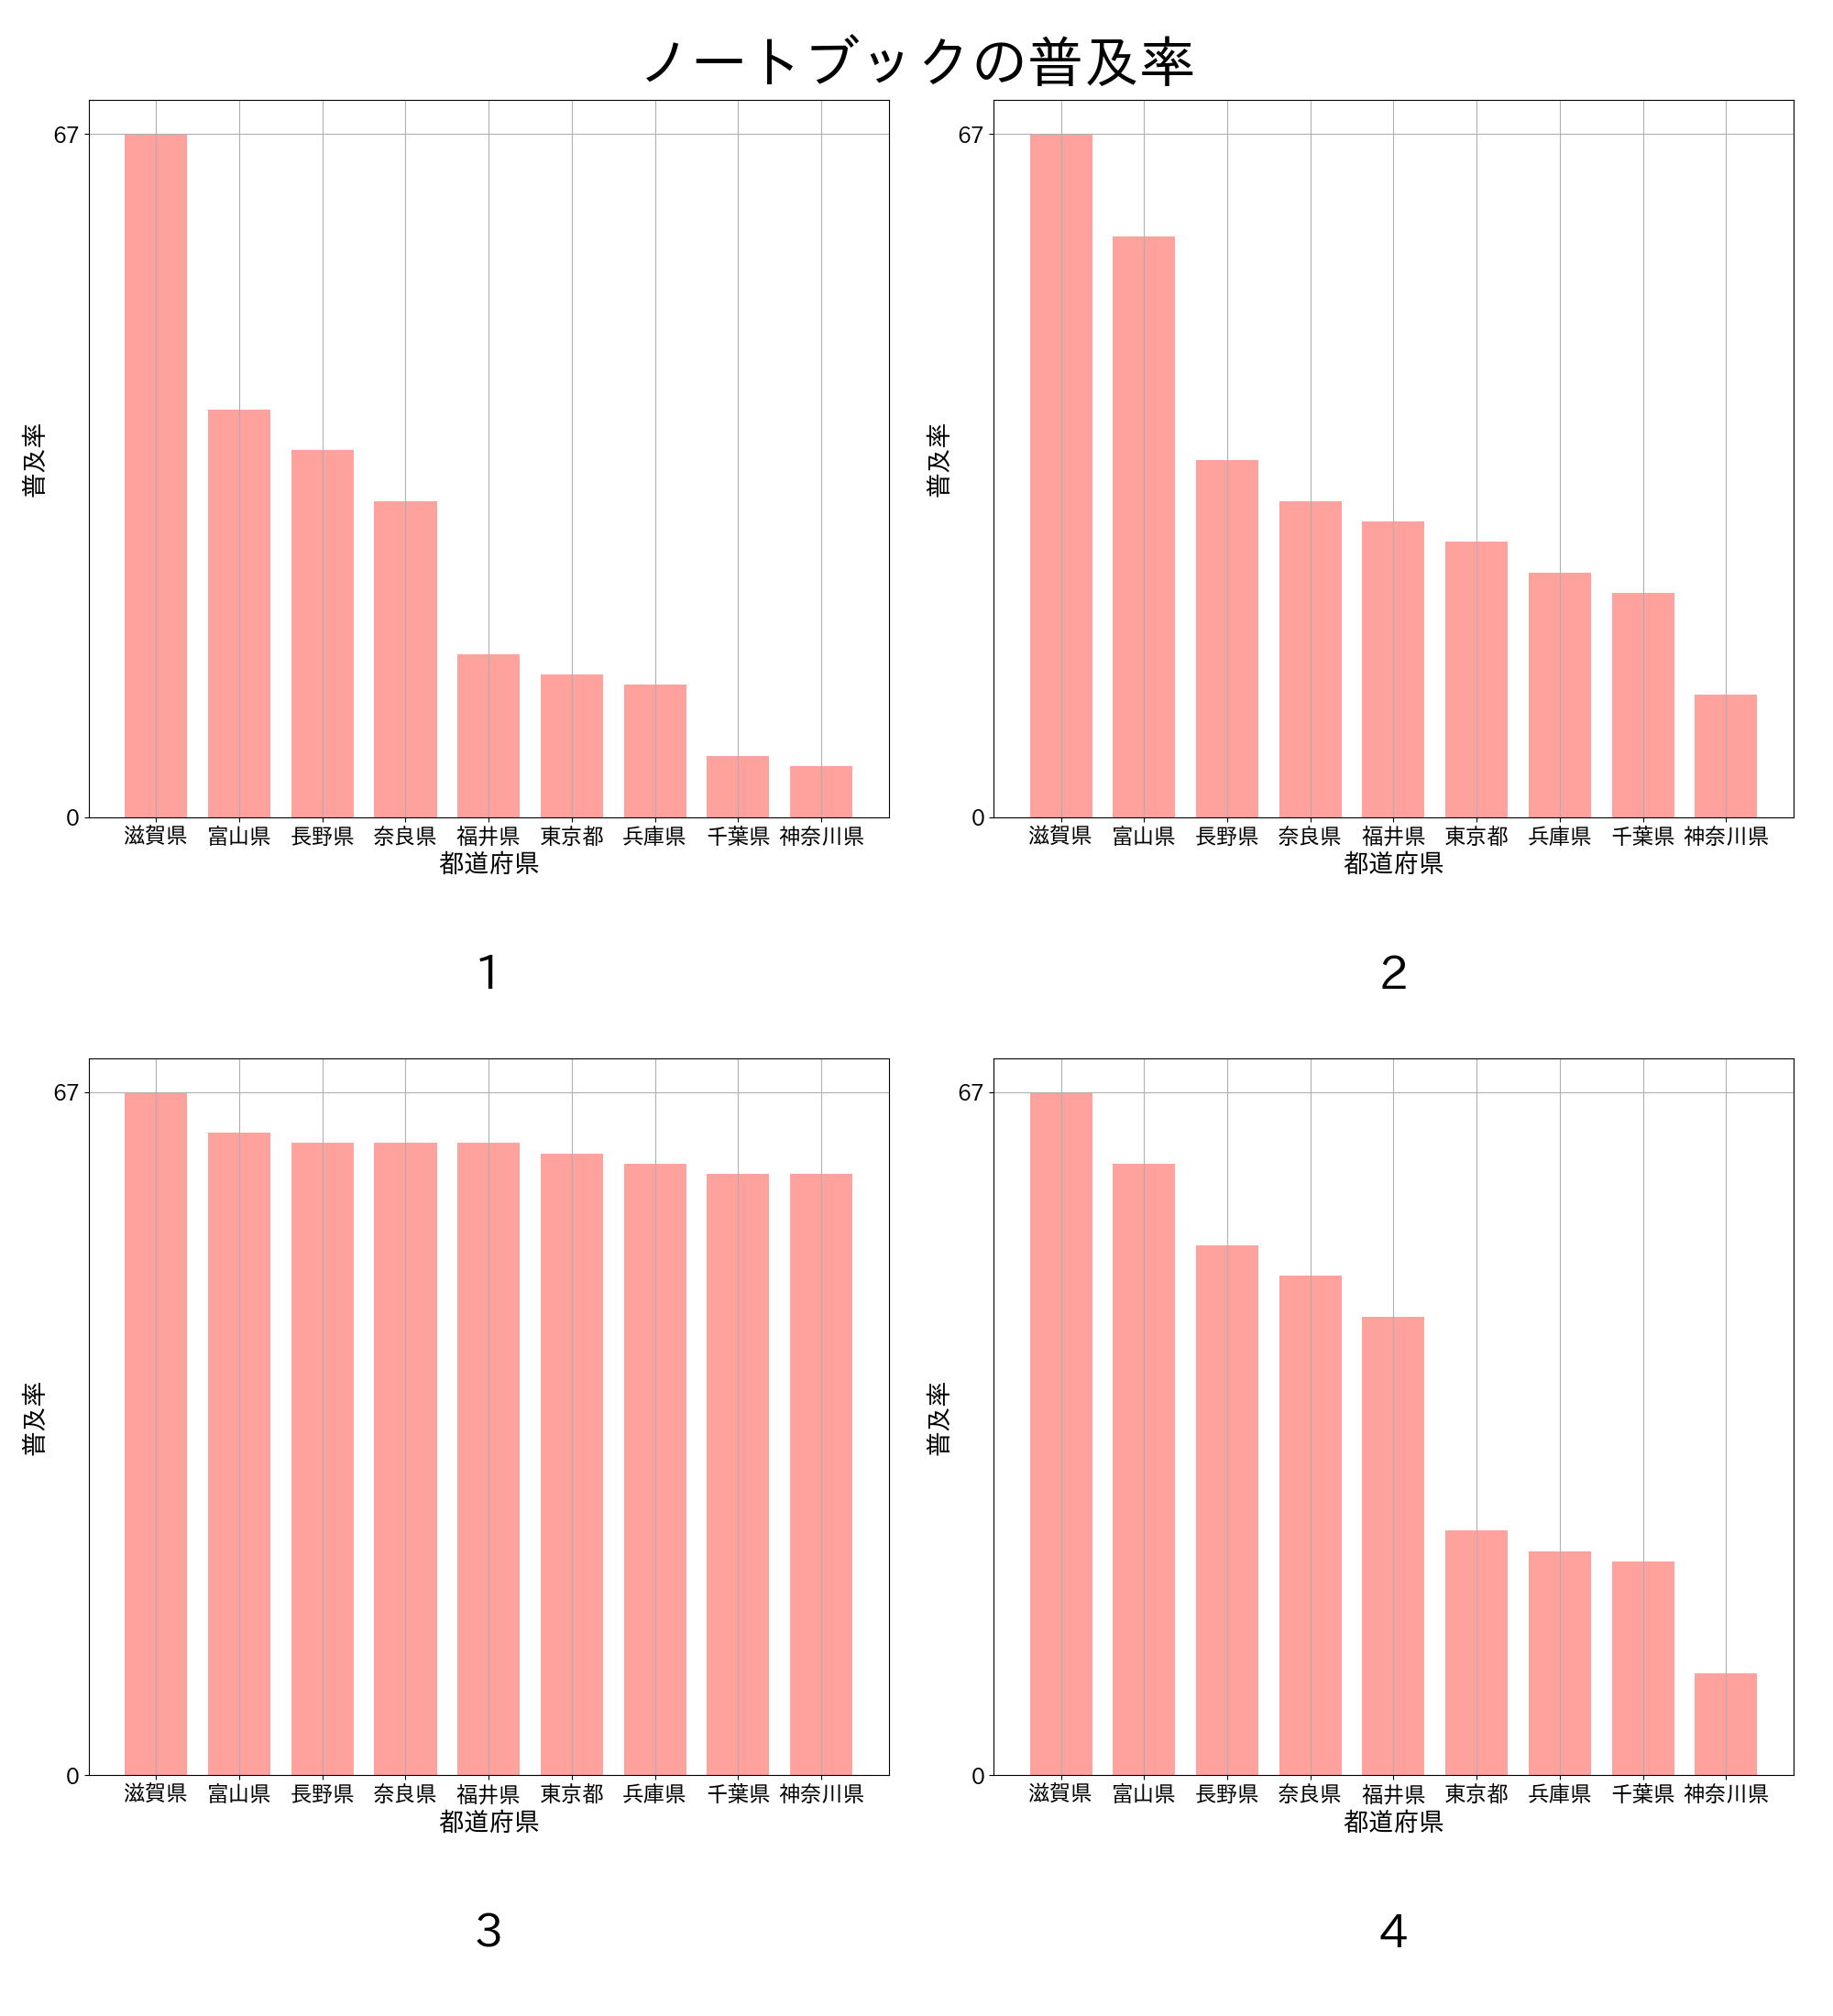 ノートブックの普及率
67
0
普及率
滋賀県 富山県 長野県 奈良県 福井県 東京都 兵庫県 千葉県 神奈川県
都道府県
1
67
0
普及率
滋賀県 富山県 長野県 奈良県 福井県 東京都 兵庫県 千葉県 神奈川県
都道府県
2
67
0
普及率
滋賀県 富山県 長野県 奈良県 福井県 東京都 兵庫県 千葉県 神奈川県
都道府県
3
67
0
普及率
滋賀県 富山県 長野県 奈良県 福井県 東京都 兵庫県 千葉県 神奈川県
都道府県
4